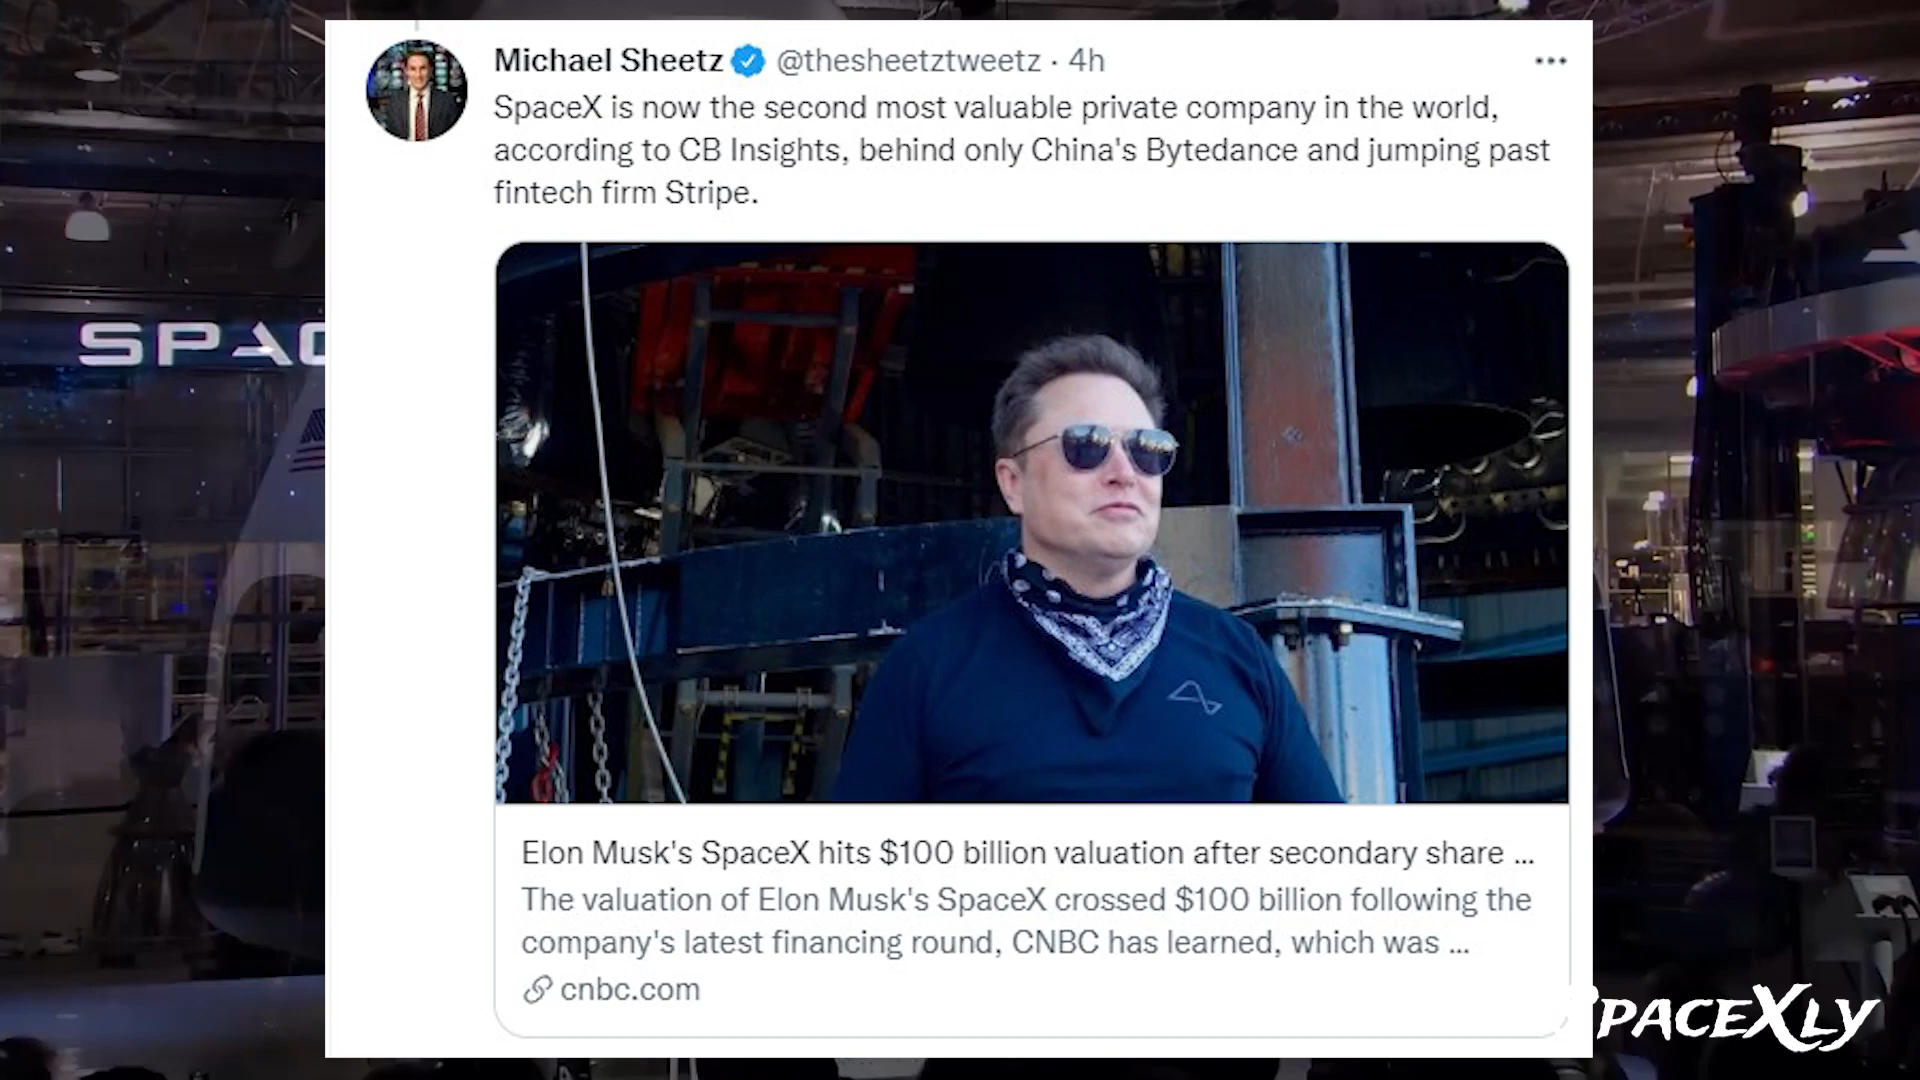 Michael Sheetz @thesheetztweetz · 4h
SpaceX is now the second most valuable private company in the world,
according to CB Insights, behind only China's Bytedance and jumping past
fintech firm Stripe.
SPAC
Elon Musk's SpaceX hits $100 billion valuation after secondary share ...
The valuation of Elon Musk's SpaceX crossed $100 billion following the
company's latest financing round, CNBC has learned, which was ...
cnbc.com
SPACEXLY